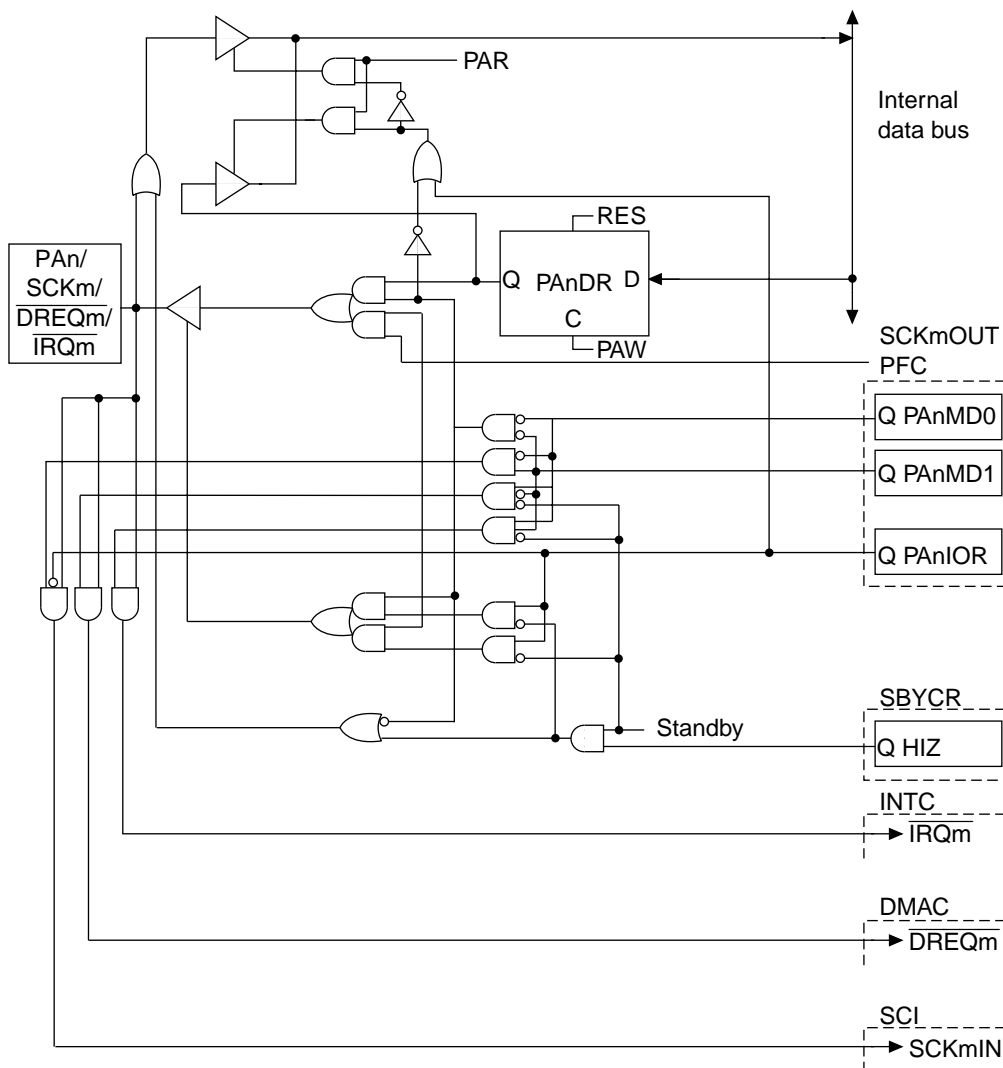 PAR
Internal
data bus
RES
PAn/
SCKm/
DREQm/
IRQm
Q PAnDR D
C
PAW
SCKmOUT
PFC
Q PAnMD0
Q PAnMD1
Q PAnIOR
SBYCR
Standby
Q HIZ
INTC
IRQm
DMAC
DREQm
SCI
SCKmIN